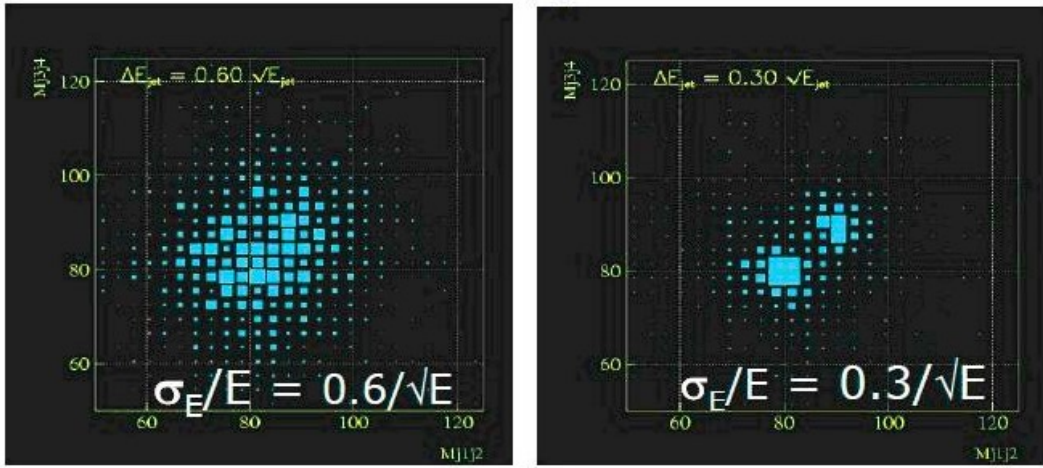 Mj3j4
ΔE_jet = 0.60 √E_jet
120
100
80
60
σ_E/E = 0.6/√E
60 80 100 120
Mj1j2
Mj3j4
ΔE_jet = 0.30 √E_jet
120
100
80
60
σ_E/E = 0.3/√E
60 80 100 120
Mj1j2